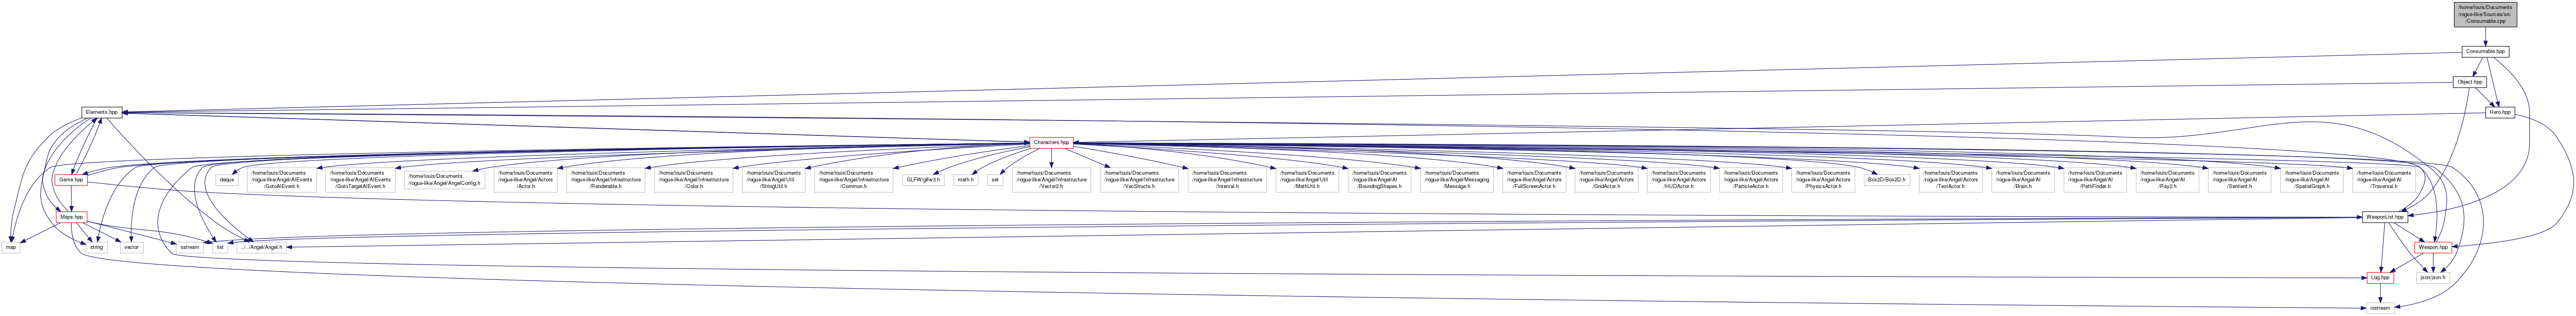 /home/louis/Documents
/rogue-like/Sources/src
/Consumable.cpp
Consumable.hpp
Object.hpp
Elements.hpp
Hero.hpp
Characters.hpp
Game.hpp
deque
/home/louis/Documents
/rogue-like/Angel/AIEvents
/GotoAIEvent.h
/home/louis/Documents
/rogue-like/Angel/AIEvents
/GoToTargetAIEvent.h
/home/louis/Documents
/rogue-like/Angel/AngelConfig.h
/home/louis/Documents
/rogue-like/Angel/Actors
/Actor.h
/home/louis/Documents
/rogue-like/Angel/Infrastructure
/Renderable.h
/home/louis/Documents
/rogue-like/Angel/Infrastructure
/Color.h
/home/louis/Documents
/rogue-like/Angel/Util
/StringUtil.h
/home/louis/Documents
/rogue-like/Angel/Infrastructure
/Common.h
GLFW/glfw3.h
math.h
set
/home/louis/Documents
/rogue-like/Angel/Infrastructure
/Vector2.h
/home/louis/Documents
/rogue-like/Angel/Infrastructure
/VecStructs.h
/home/louis/Documents
/rogue-like/Angel/Infrastructure
/Interval.h
/home/louis/Documents
/rogue-like/Angel/Util
/MathUtil.h
/home/louis/Documents
/rogue-like/Angel/AI
/BoundingShapes.h
/home/louis/Documents
/rogue-like/Angel/Messaging
/Message.h
/home/louis/Documents
/rogue-like/Angel/Actors
/FullScreenActor.h
/home/louis/Documents
/rogue-like/Angel/Actors
/GridActor.h
/home/louis/Documents
/rogue-like/Angel/Actors
/HUDActor.h
/home/louis/Documents
/rogue-like/Angel/Actors
/ParticleActor.h
/home/louis/Documents
/rogue-like/Angel/Actors
/PhysicsActor.h
Box2D/Box2D.h
/home/louis/Documents
/rogue-like/Angel/Actors
/TextActor.h
/home/louis/Documents
/rogue-like/Angel/AI
/Brain.h
/home/louis/Documents
/rogue-like/Angel/AI
/PathFinder.h
/home/louis/Documents
/rogue-like/Angel/AI
/Ray2.h
/home/louis/Documents
/rogue-like/Angel/AI
/Sentient.h
/home/louis/Documents
/rogue-like/Angel/AI
/SpatialGraph.h
/home/louis/Documents
/rogue-like/Angel/AI
/Traversal.h
Maps.hpp
WeaponList.hpp
map
string
vector
sstream
list
../../Angel/Angel.h
Weapon.hpp
Log.hpp
json/json.h
iostream